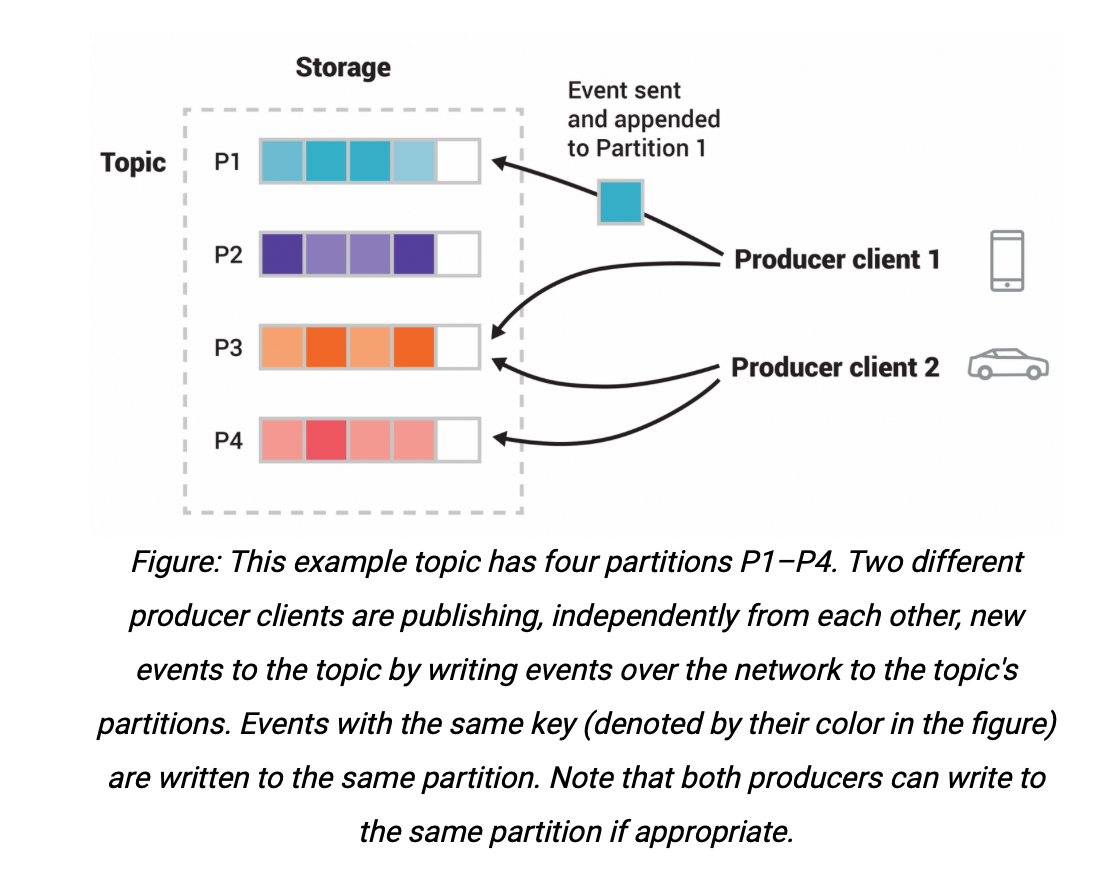 Storage
Event sent
and appended
to Partition 1
Topic
P1
P2
Producer client 1
P3
Producer client 2
P4
Figure: This example topic has four partitions P1–P4. Two different
producer clients are publishing, independently from each other, new
events to the topic by writing events over the network to the topic's
partitions. Events with the same key (denoted by their color in the figure)
are written to the same partition. Note that both producers can write to
the same partition if appropriate.